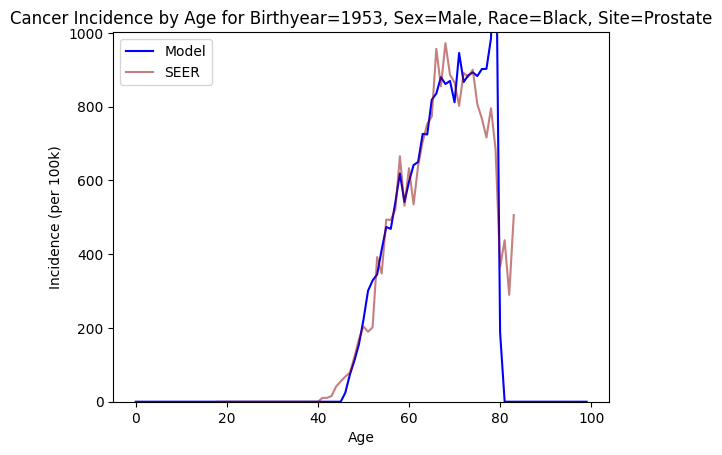 Cancer Incidence by Age for Birthyear=1953, Sex=Male, Race=Black, Site=Prostate
Model
SEER
Incidence (per 100k)
1000
800
600
400
200
0
0 20 40 60 80 100
Age